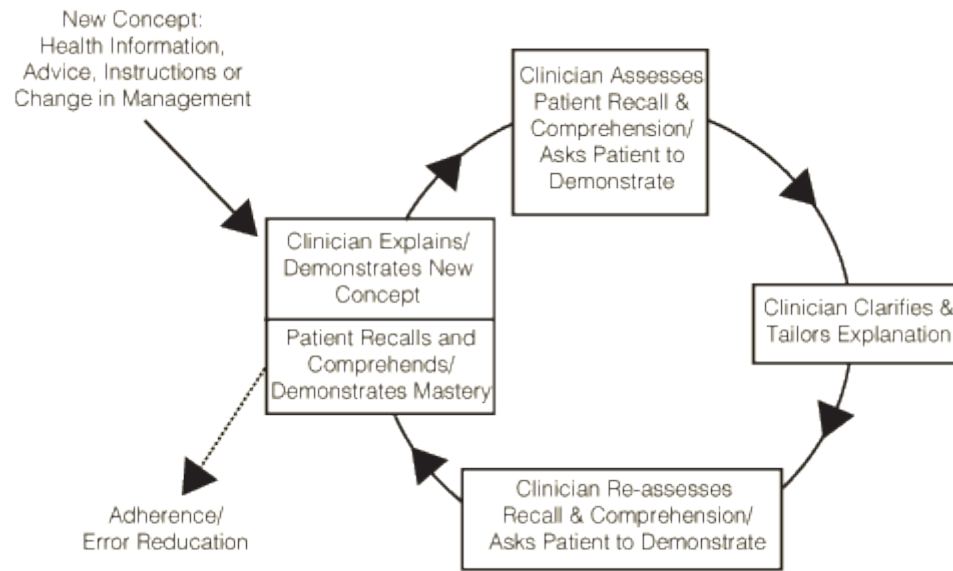 New Concept:
Health Information,
Advice, Instructions or
Change in Management
Clinician Assesses
Patient Recall &
Comprehension/
Asks Patient to
Demonstrate
Clinician Explains/
Demonstrates New
Concept
Clinician Clarifies &
Tailors Explanation
Patient Recalls and
Comprehends/
Demonstrates Mastery
Clinician Re-assesses
Recall & Comprehension/
Asks Patient to Demonstrate
Adherence/
Error Reducation